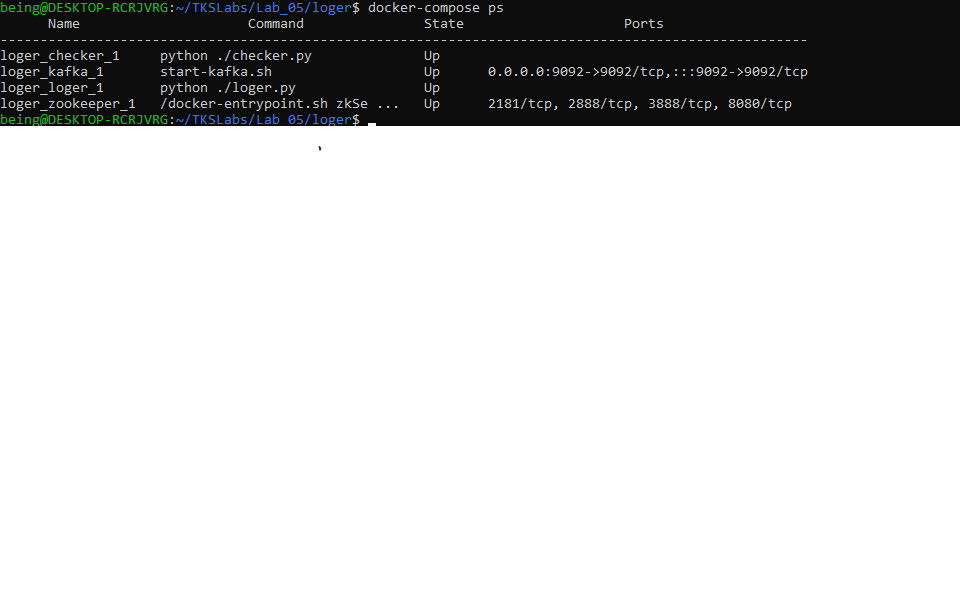 being@DESKTOP-RCRJVRG:~/TKSLabs/Lab_05/loger$ docker-compose ps
      Name                     Command               State                    Ports
-----------------------------------------------------------------------------------------------------
loger_checker_1     python ./checker.py              Up
loger_kafka_1       start-kafka.sh                   Up      0.0.0.0:9092->9092/tcp,:::9092->9092/tcp
loger_loger_1       python ./loger.py                Up
loger_zookeeper_1   /docker-entrypoint.sh zkSe ...   Up      2181/tcp, 2888/tcp, 3888/tcp, 8080/tcp
being@DESKTOP-RCRJVRG:~/TKSLabs/Lab_05/loger$